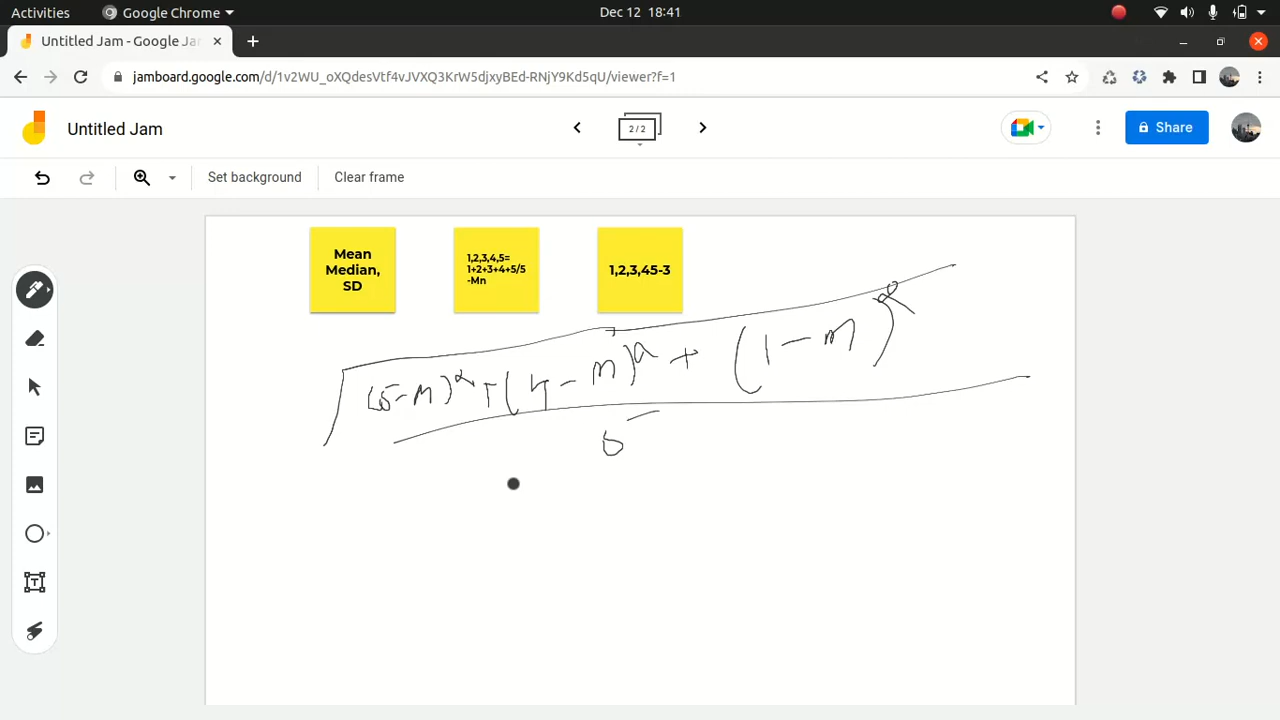 Activities
Google Chrome
Dec 12 18:41
Untitled Jam - Google Jar
jamboard.google.com/d/1v2WU_oXQdesVtf4vJVXQ3KrW5djxyBEd-RNjY9Kd5qU/viewer?f=1
Untitled Jam
2 / 2
Share
Set background
Clear frame
Mean
Median,
SD
1,2,3,4,5=
1+2+3+4+5/5
-Mn
1,2,3,45-3
(5-M)² + (4-M)² + (1-M)²
5